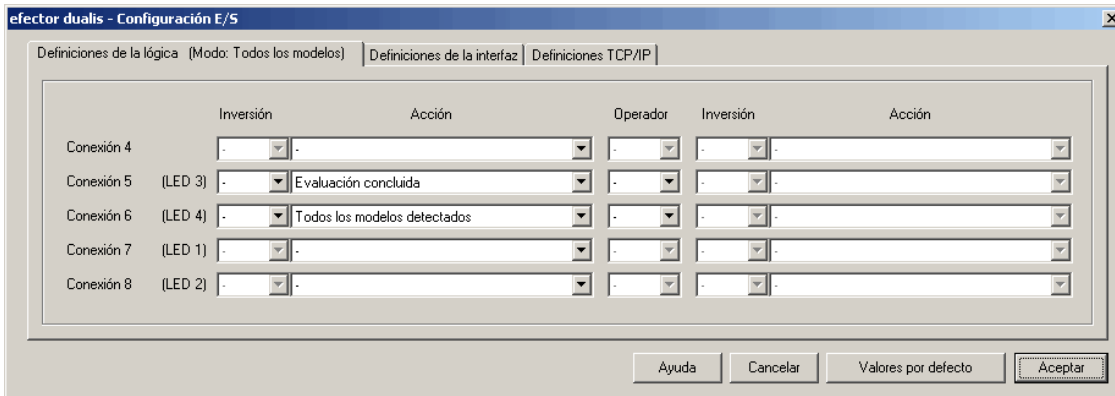 efector dualis - Configuración E/S
Definiciones de la lógica (Modo: Todos los modelos) Definiciones de la interfaz Definiciones TCP/IP
Inversión Acción Operador Inversión Acción
Conexión 4 - - - - -
Conexión 5 (LED 3) - Evaluación concluida - - -
Conexión 6 (LED 4) - Todos los modelos detectados - - -
Conexión 7 (LED 1) - - - - -
Conexión 8 (LED 2) - - - - -
Ayuda Cancelar Valores por defecto Aceptar